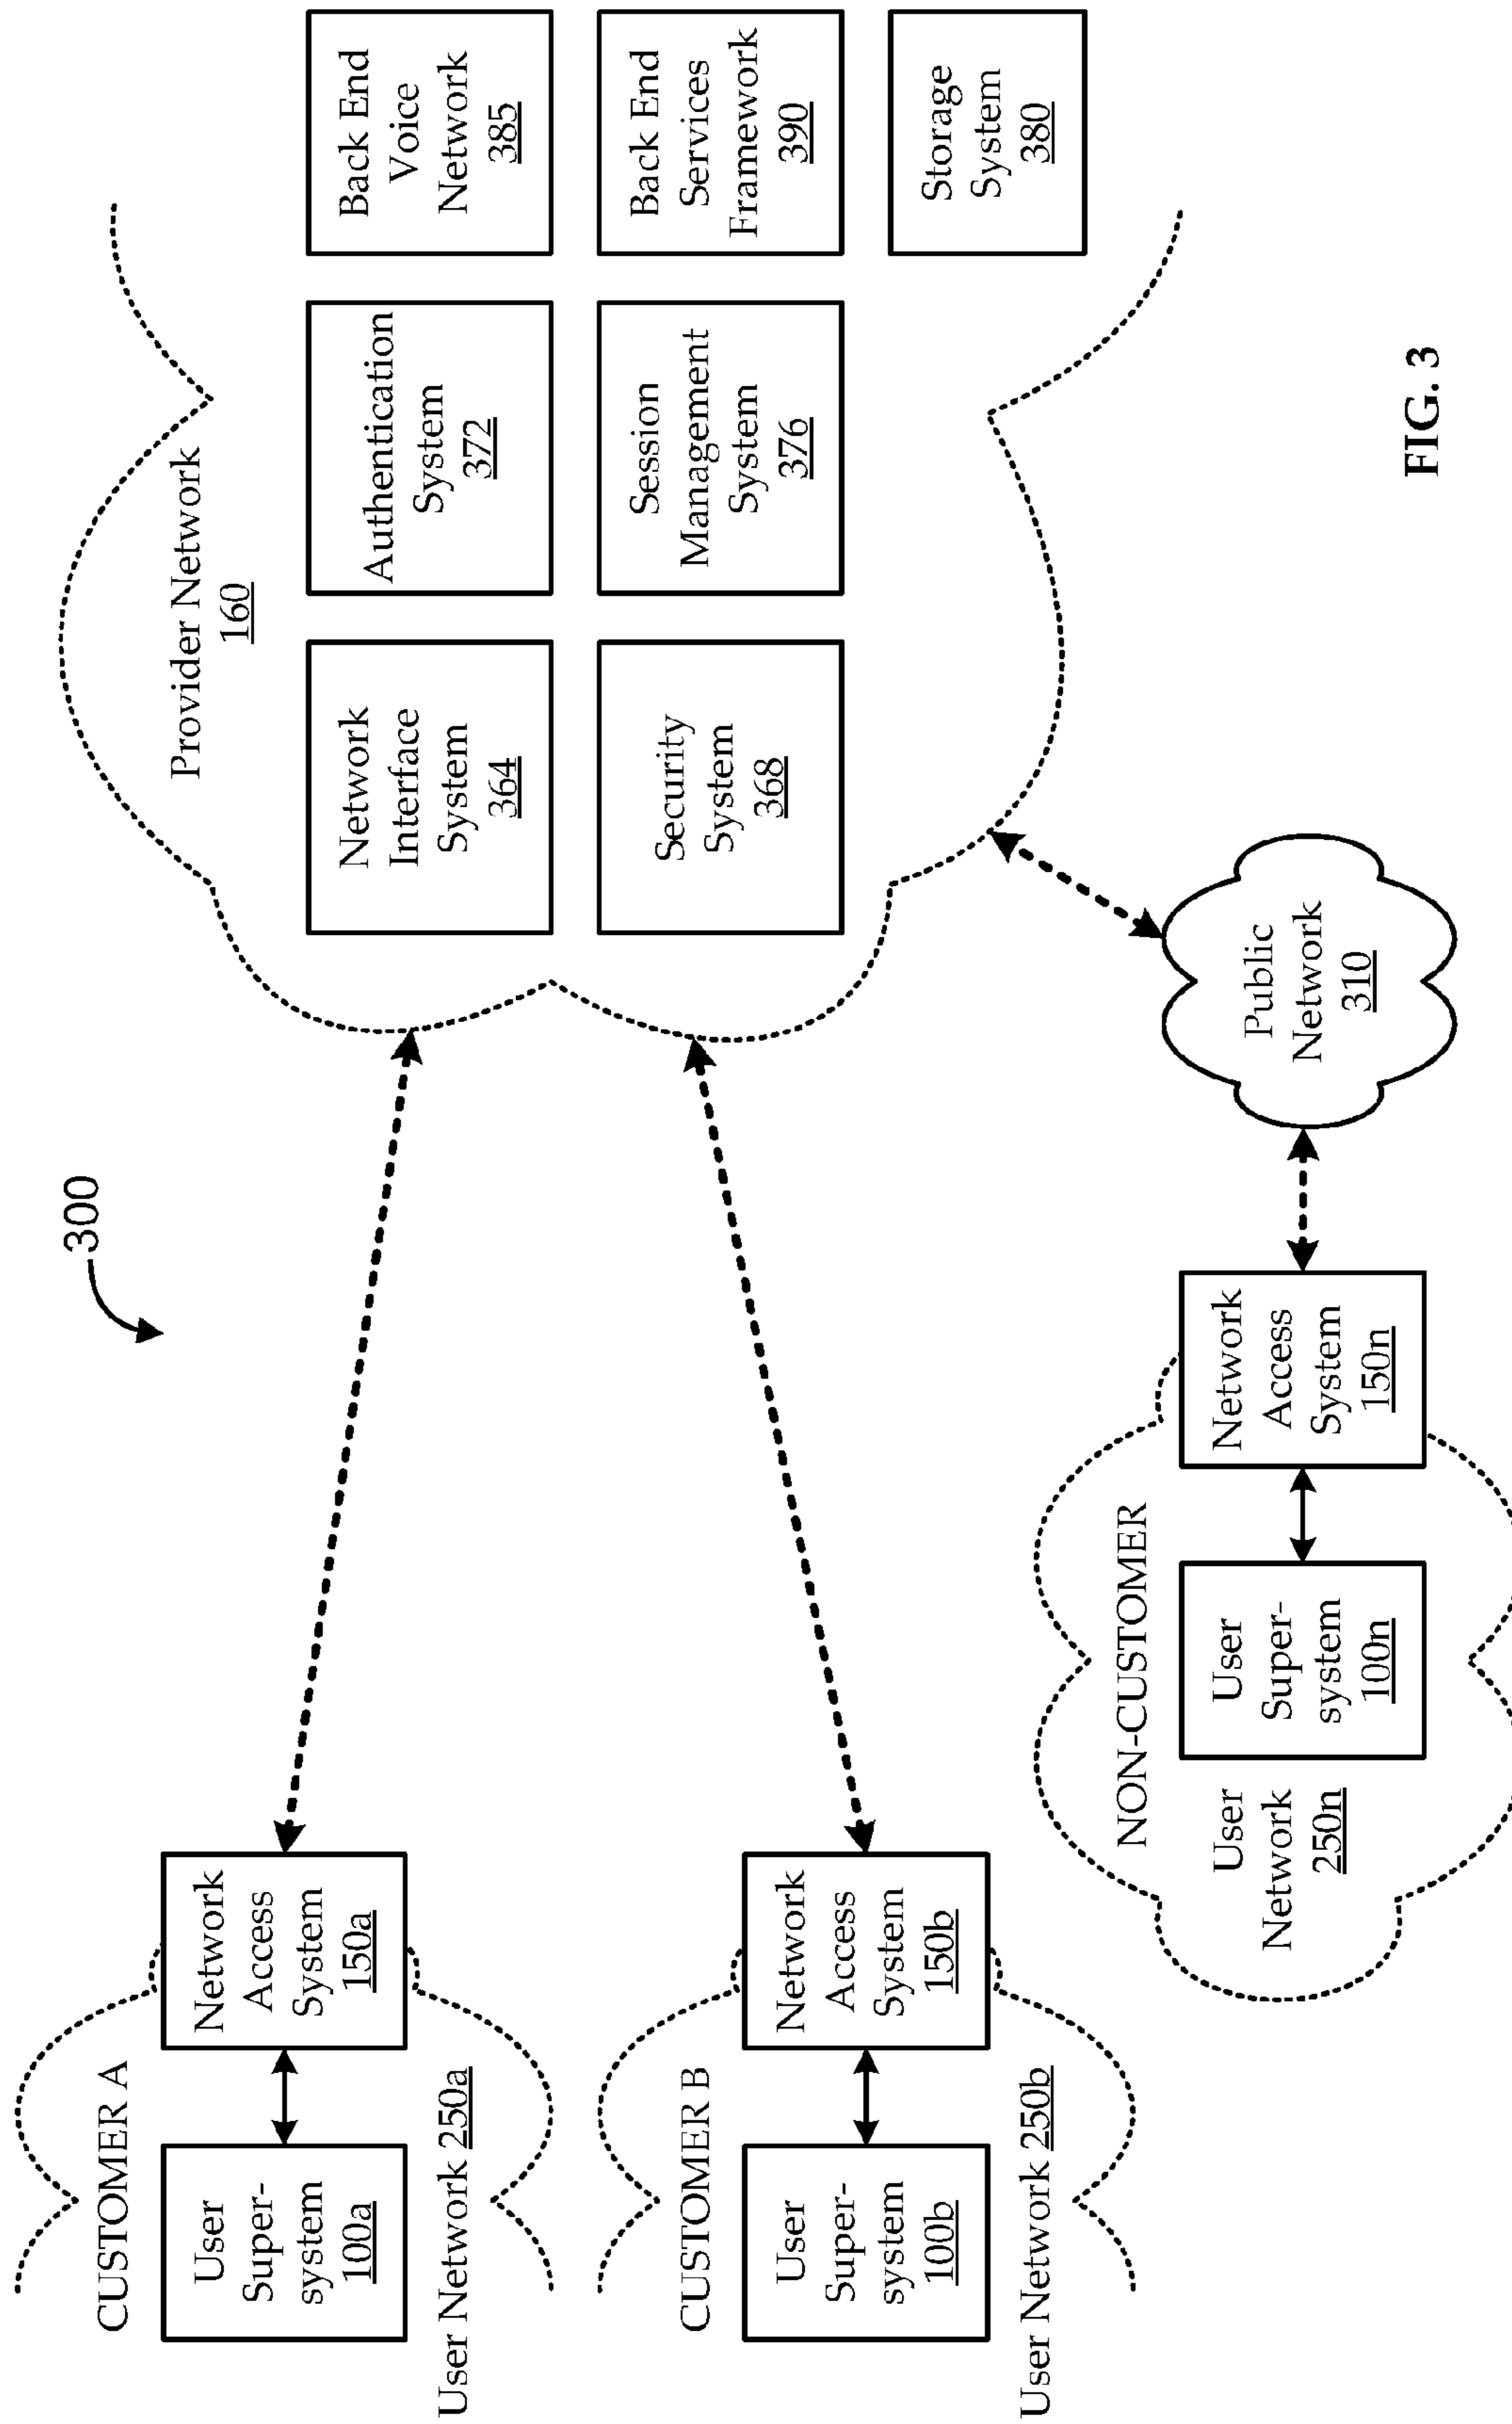 300
CUSTOMER A
User
Super-
system
100a
Network
Access
System
150a
User Network 250a
CUSTOMER B
User
Super-
system
100b
Network
Access
System
150b
User Network 250b
NON-CUSTOMER
User
Network
250n
User
Super-
system
100n
Network
Access
System
150n
Public
Network
310
Provider Network
160
Network
Interface
System
364
Authentication
System
372
Back End
Voice
Network
385
Security
System
368
Session
Management
System
376
Back End
Services
Framework
390
Storage
System
380
FIG. 3